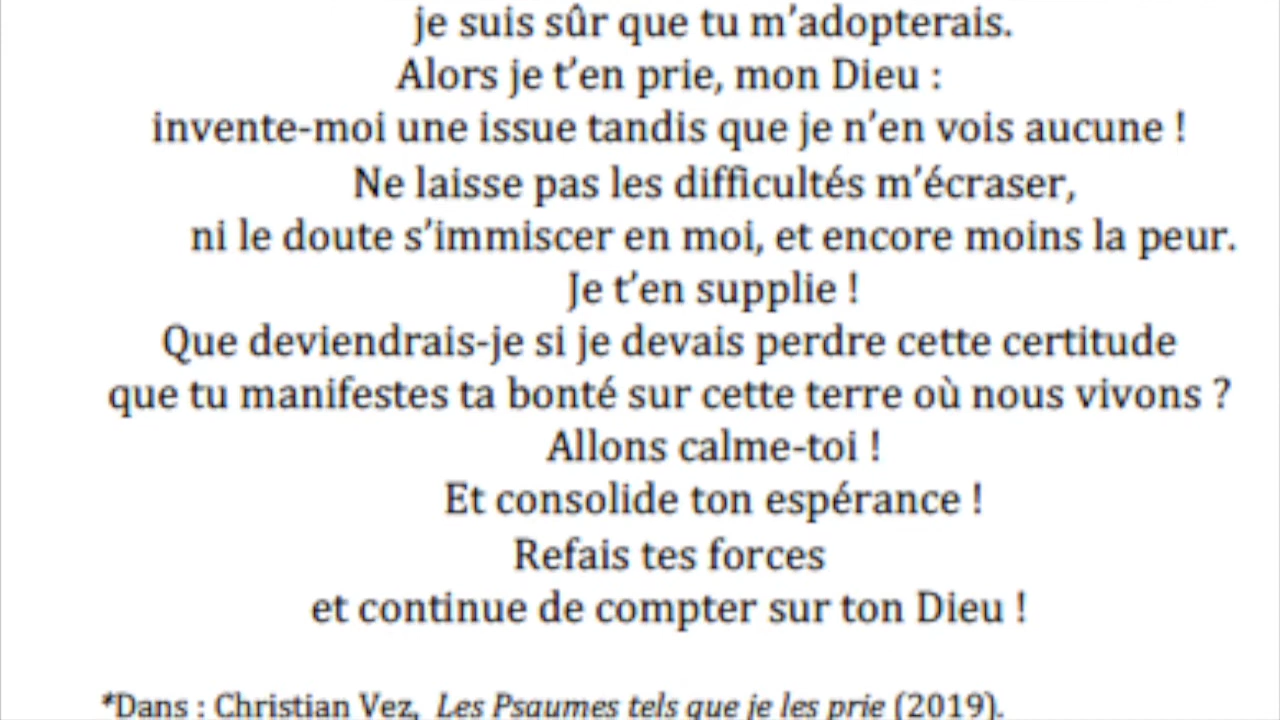 je suis sûr que tu m’adopterais.
Alors je t’en prie, mon Dieu :
invente-moi une issue tandis que je n’en vois aucune !
Ne laisse pas les difficultés m’écraser,
ni le doute s’immiscer en moi, et encore moins la peur.
Je t’en supplie !
Que deviendrais-je si je devais perdre cette certitude
que tu manifestes ta bonté sur cette terre où nous vivons ?
Allons calme-toi !
Et consolide ton espérance !
Refais tes forces
et continue de compter sur ton Dieu !
*Dans : Christian Vez, Les Psaumes tels que je les prie (2019).